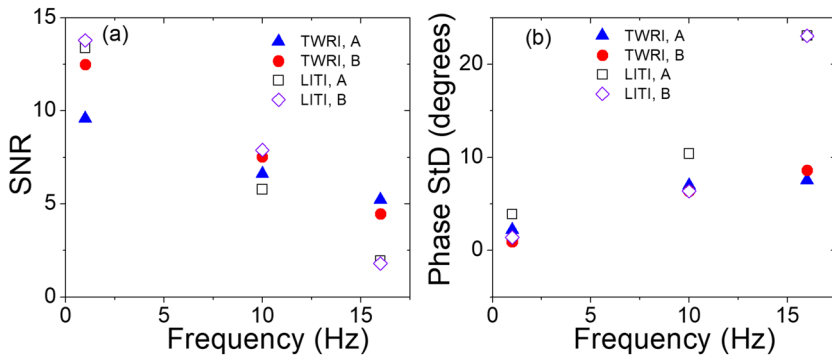 (a)
TWRI, A
TWRI, B
LITI, A
LITI, B
15
10
5
0
SNR
0 5 10 15
Frequency (Hz)
(b)
TWRI, A
TWRI, B
LITI, A
LITI, B
20
10
0
Phase StD (degrees)
0 5 10 15
Frequency (Hz)